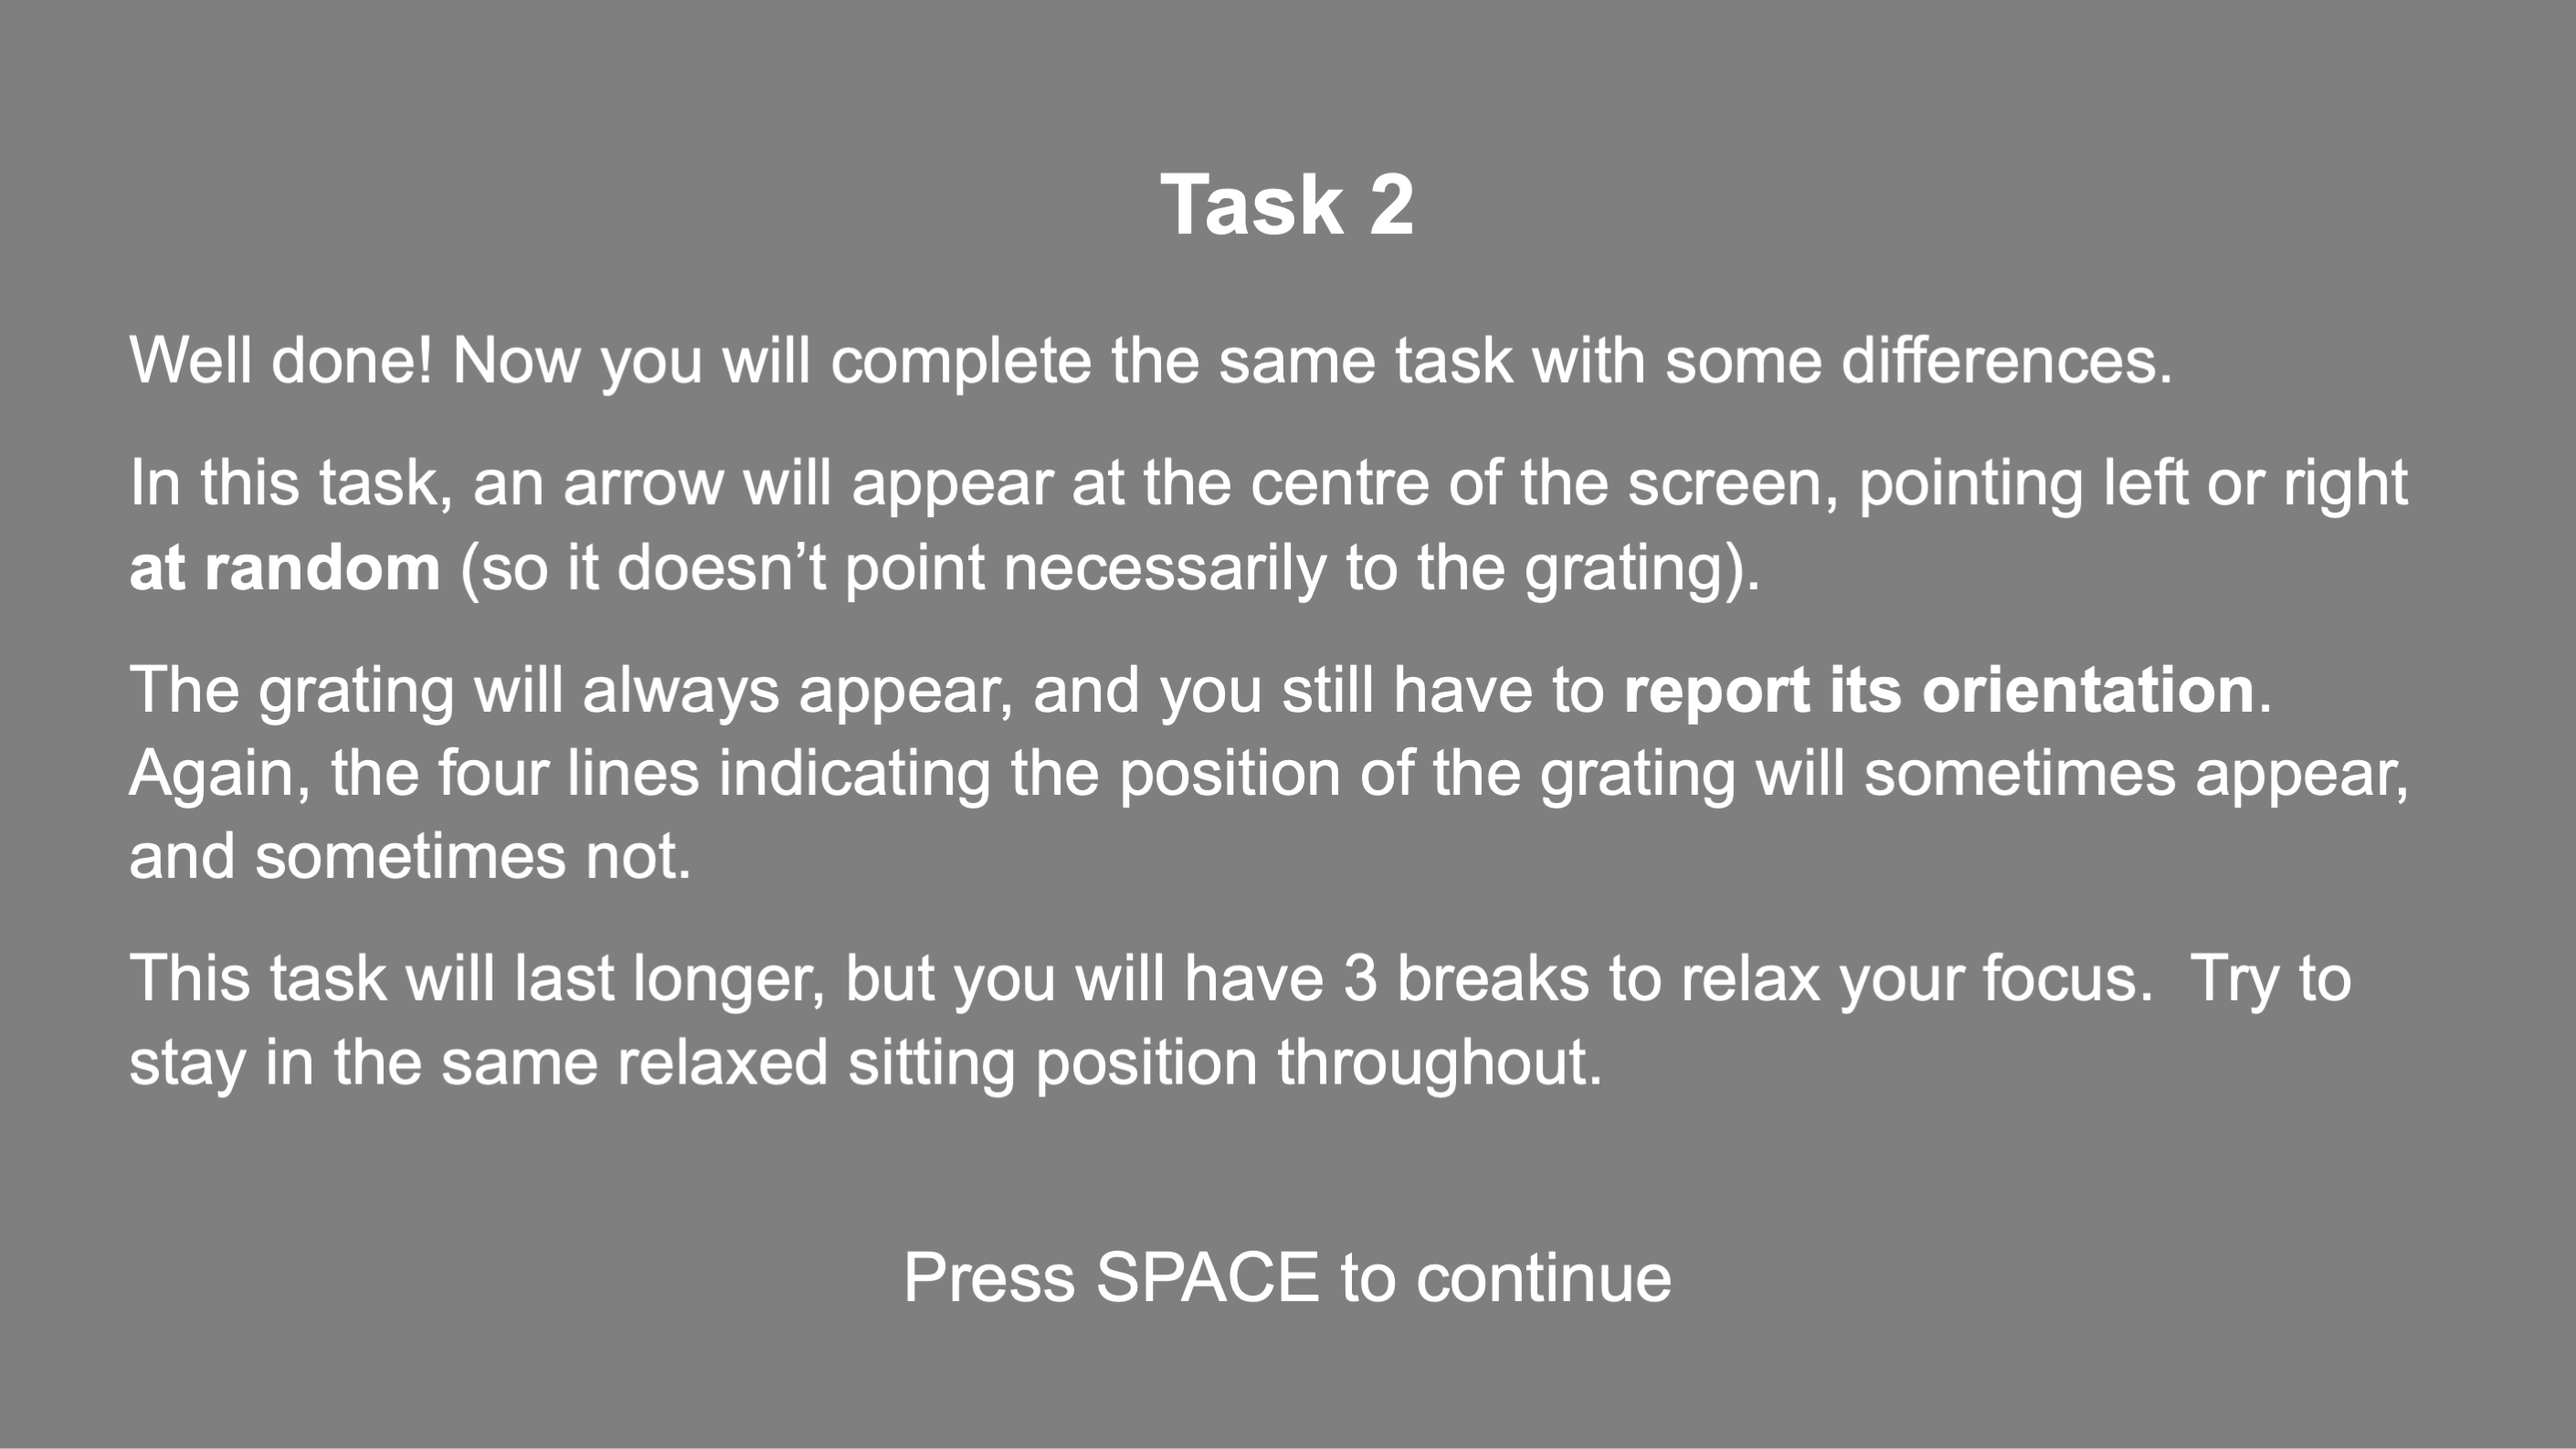 Task 2
Well done! Now you will complete the same task with some differences.
In this task, an arrow will appear at the centre of the screen, pointing left or right
at random (so it doesn’t point necessarily to the grating).
The grating will always appear, and you still have to report its orientation.
Again, the four lines indicating the position of the grating will sometimes appear,
and sometimes not.
This task will last longer, but you will have 3 breaks to relax your focus.  Try to
stay in the same relaxed sitting position throughout.
Press SPACE to continue